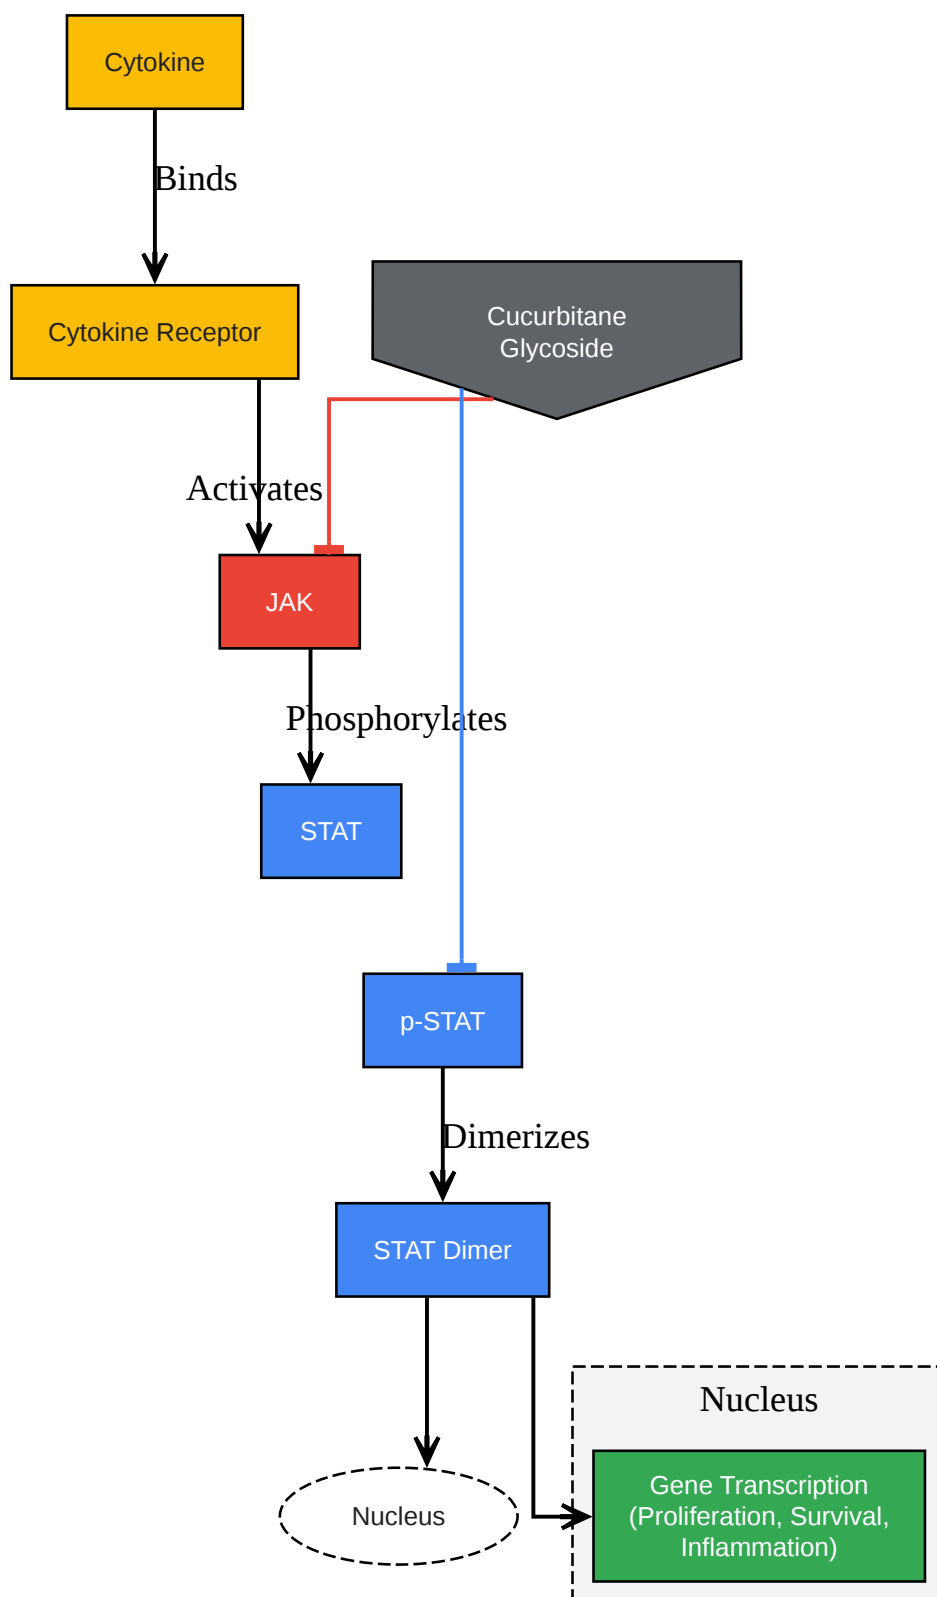 Cytokine
Binds
Cytokine Receptor
Cucurbitane
Glycoside
Activates
JAK
Phosphorylates
STAT
p-STAT
Dimerizes
STAT Dimer
Nucleus
Nucleus
Gene Transcription
(Proliferation, Survival,
Inflammation)